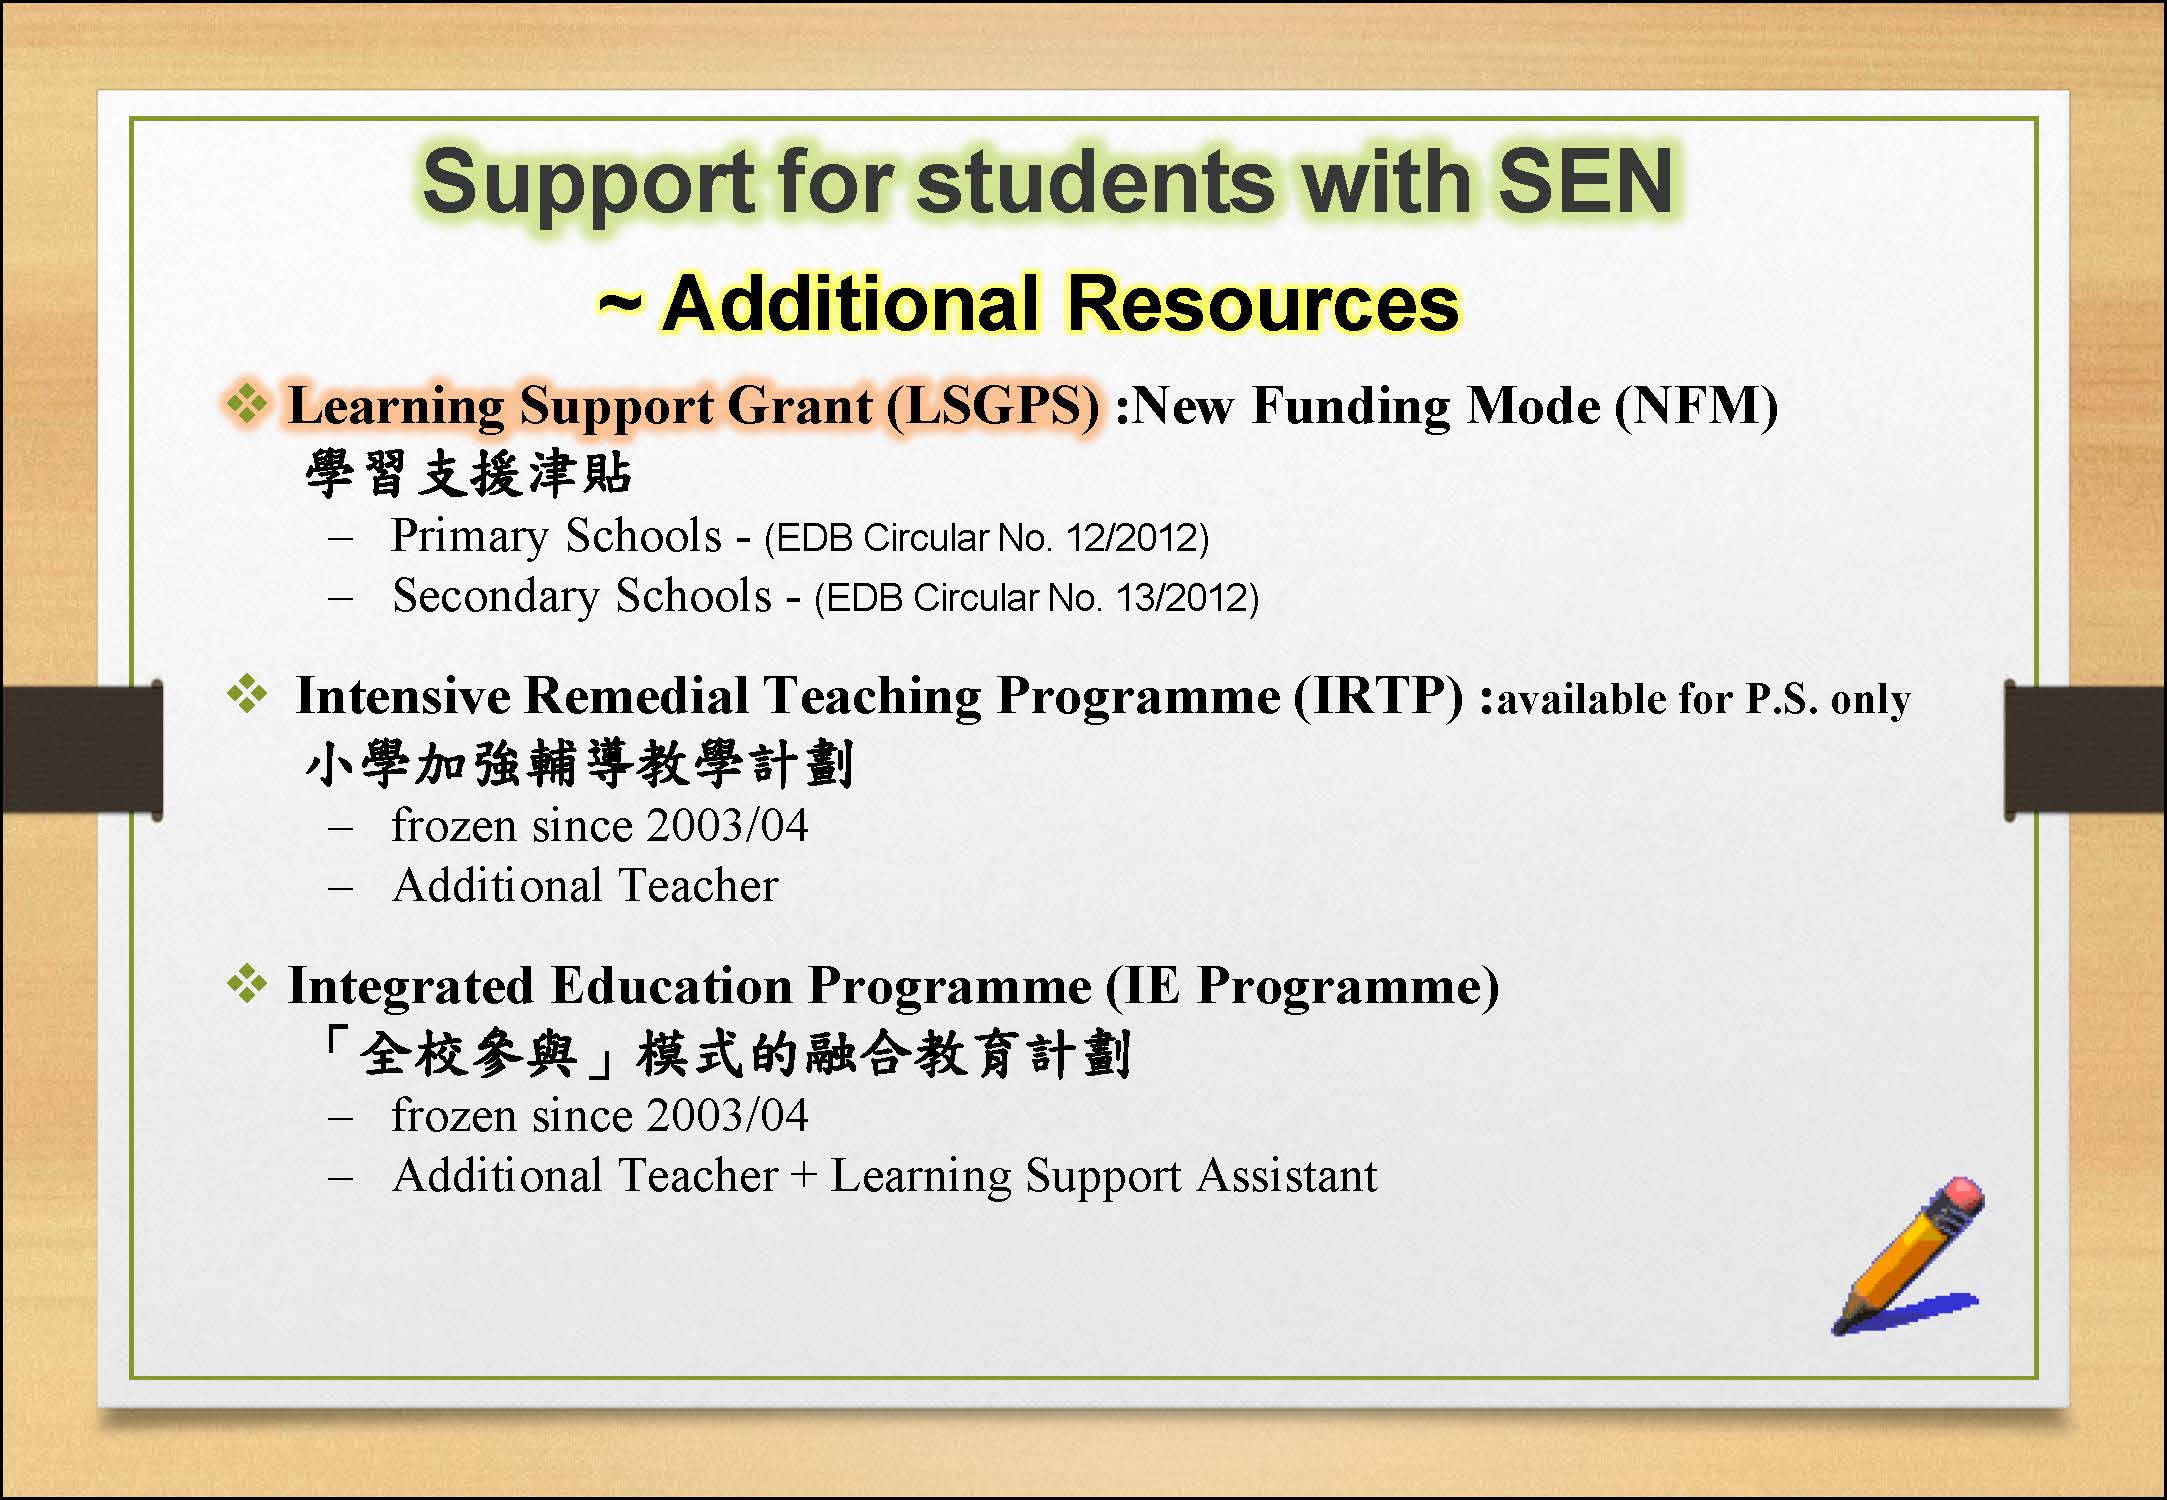 Support for students with SEN
~ Additional Resources
❖ Learning Support Grant (LSGPS) :New Funding Mode (NFM)
學習支援津貼
– Primary Schools - (EDB Circular No. 12/2012)
– Secondary Schools - (EDB Circular No. 13/2012)
❖ Intensive Remedial Teaching Programme (IRTP) :available for P.S. only
小學加強輔導教學計劃
– frozen since 2003/04
– Additional Teacher
❖ Integrated Education Programme (IE Programme)
「全校參與」模式的融合教育計劃
– frozen since 2003/04
– Additional Teacher + Learning Support Assistant